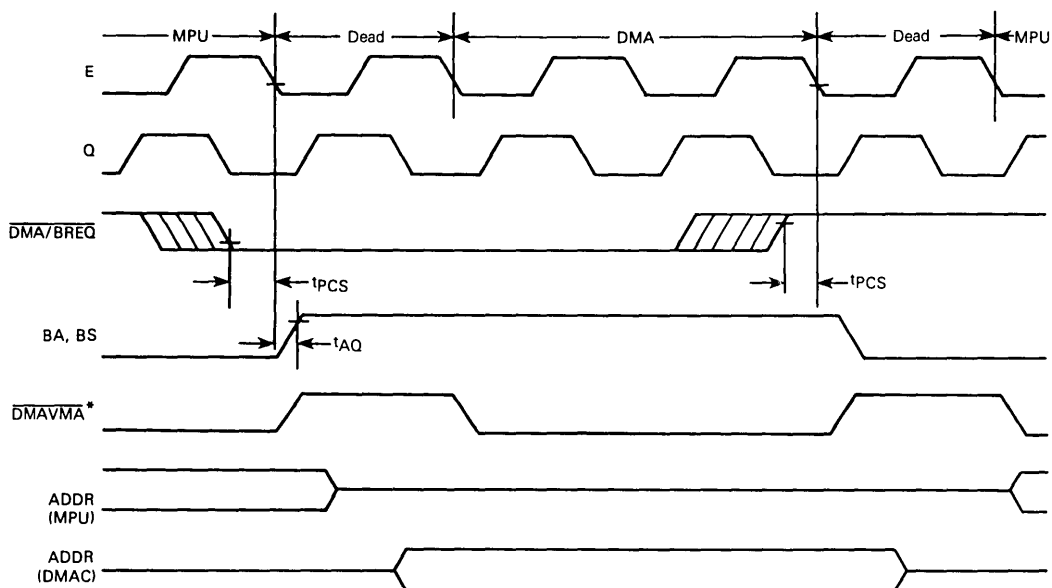 MPU Dead DMA Dead MPU
E
Q
DMA/BREQ
tPCS tPCS
BA, BS
tAQ
DMAVMA*
ADDR
(MPU)
ADDR
(DMAC)